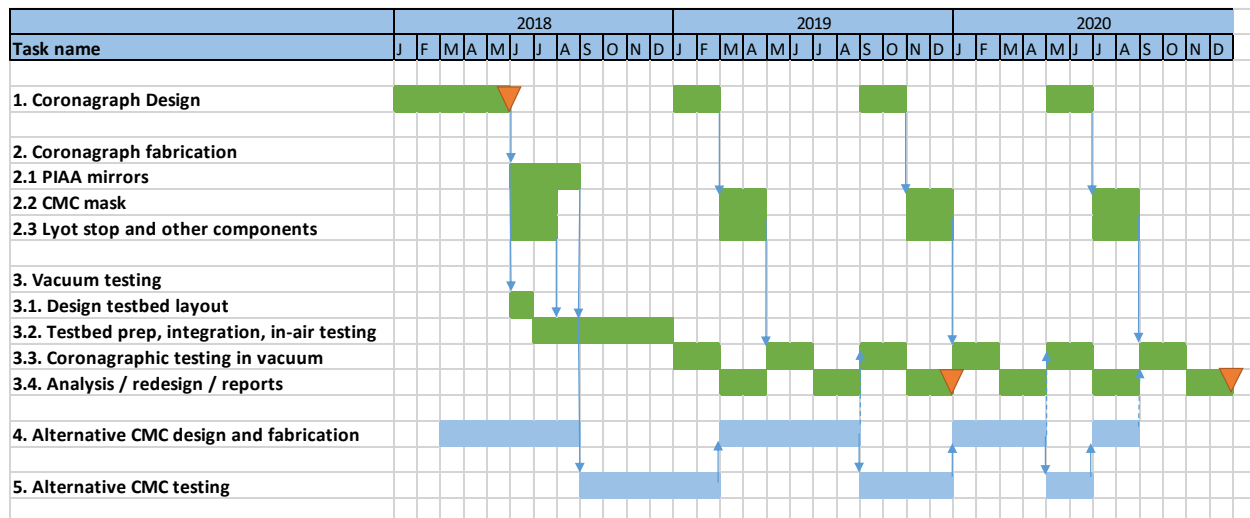 2018 2019 2020
Task name J F M A M J J A S O N D J F M A M J J A S O N D J F M A M J J A S O N D
1. Coronagraph Design
2. Coronagraph fabrication
2.1 PIAA mirrors
2.2 CMC mask
2.3 Lyot stop and other components
3. Vacuum testing
3.1. Design testbed layout
3.2. Testbed prep, integration, in-air testing
3.3. Coronagraphic testing in vacuum
3.4. Analysis / redesign / reports
4. Alternative CMC design and fabrication
5. Alternative CMC testing